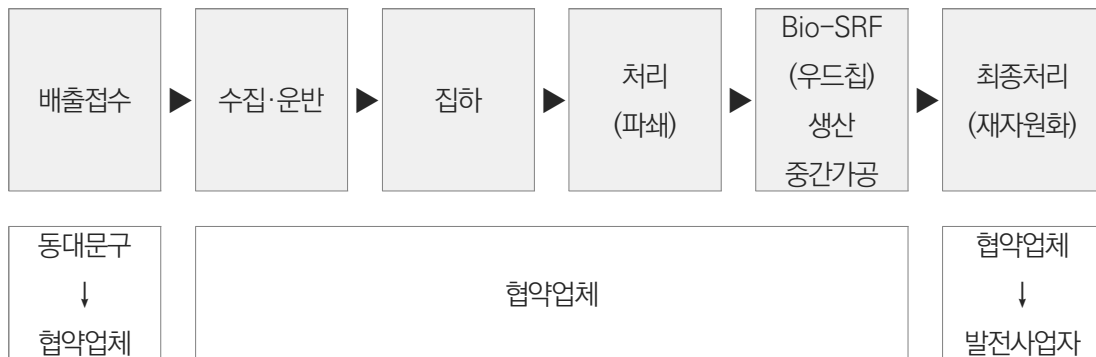 배출접수
▶
수집·운반
▶
집하
▶
처리
(파쇄)
▶
Bio-SRF
(우드칩)
생산
중간가공
▶
최종처리
(재자원화)
동대문구
↓
협약업체
협약업체
협약업체
↓
발전사업자